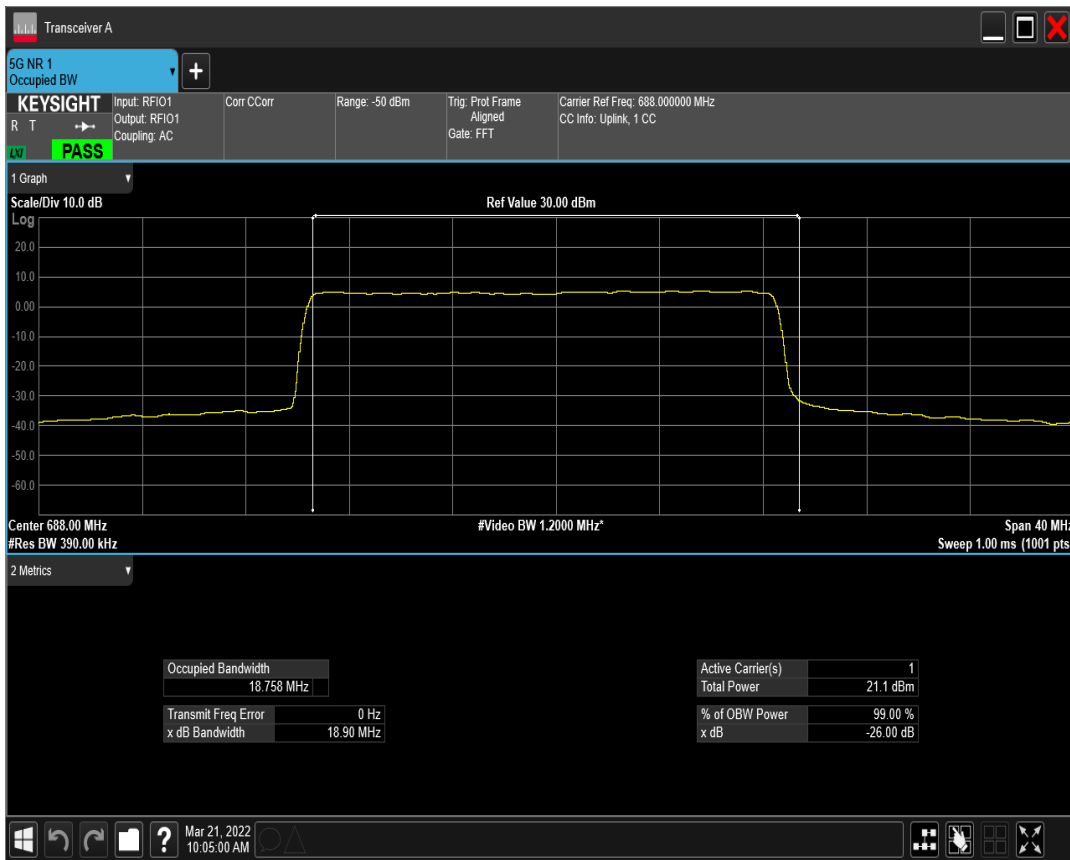 Transceiver A
5G NR 1
Occupied BW
+
KEYSIGHT
R T
LXI
PASS
Input: RFIO1
Output: RFIO1
Coupling: AC
Corr CCorr
Range: -50 dBm
Trig: Prot Frame
Aligned
Gate: FFT
Carrier Ref Freq: 688.000000 MHz
CC Info: Uplink, 1 CC
1 Graph
Scale/Div 10.0 dB
Ref Value 30.00 dBm
Log
20.0
10.0
0.00
-10.0
-20.0
-30.0
-40.0
-50.0
-60.0
Center 688.00 MHz
#Video BW 1.2000 MHz*
Span 40 MHz
#Res BW 390.00 kHz
Sweep 1.00 ms (1001 pts
2 Metrics
Occupied Bandwidth
18.758 MHz
Transmit Freq Error 0 Hz
x dB Bandwidth 18.90 MHz
Active Carrier(s) 1
Total Power 21.1 dBm
% of OBW Power 99.00 %
x dB -26.00 dB
?
Mar 21, 2022
10:05:00 AM